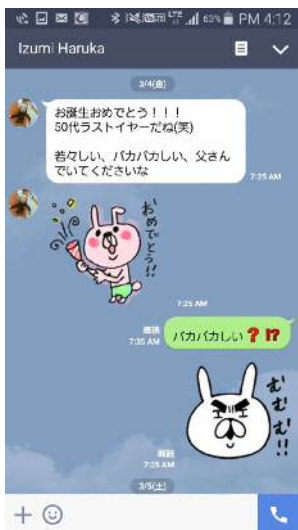 LTE 63% PM 4:12
Izumi Haruka
3/4(金)
お誕生おめでとう！！！
50代ラストイヤーだね(笑)
若々しい、バカバカしい、父さん
でいてくださいな
7:25 AM
おめでとう!!
7:25 AM
既読
7:35 AM
バカバカしい❓⁉
むむむ!!
既読
7:35 AM
3/5(土)